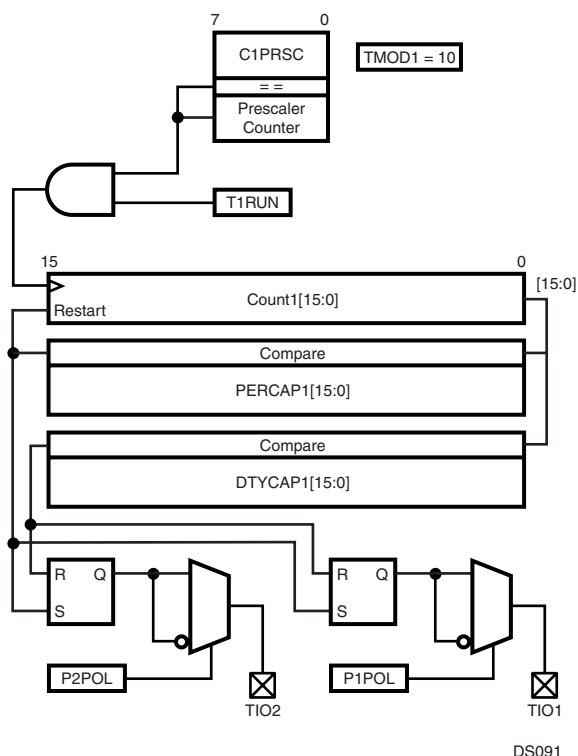 7 0
C1PRSC
TMOD1 = 10
= =
Prescaler
Counter
T1RUN
15 0
[15:0]
Count1[15:0]
Restart
Compare
PERCAP1[15:0]
Compare
DTYCAP1[15:0]
R Q
S
R Q
S
P2POL
P1POL
TIO2
TIO1
DS091